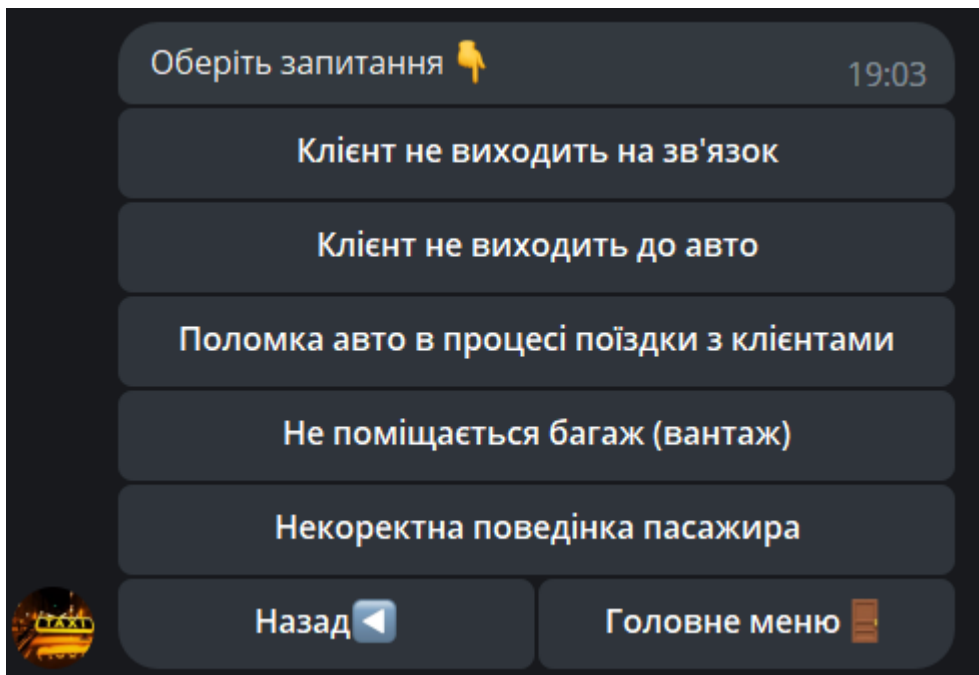 Оберіть запитання 👇
19:03
Клієнт не виходить на зв'язок
Клієнт не виходить до авто
Поломка авто в процесі поїздки з клієнтами
Не поміщається багаж (вантаж)
Некоректна поведінка пасажира
Назад◀️
Головне меню🚪
TAXI